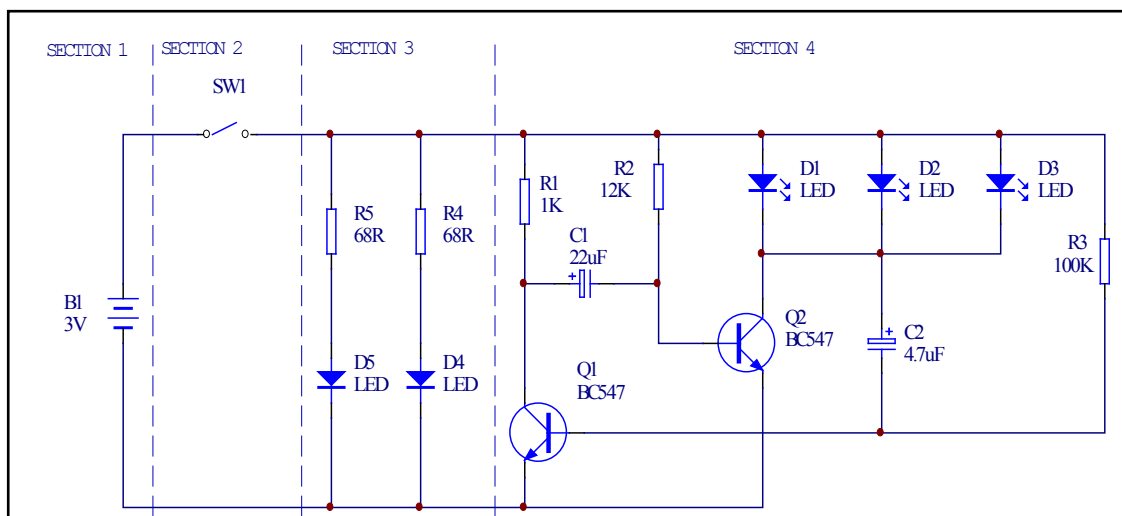 SECTION 1
SECTION 2
SECTION 3
SECTION 4
SW1
R5
68R
R4
68R
R1
1K
R2
12K
C1
+
22uF
D1
LED
D2
LED
D3
LED
R3
100K
B1
3V
D5
LED
D4
LED
Q1
BC547
Q2
BC547
+
C2
4.7uF